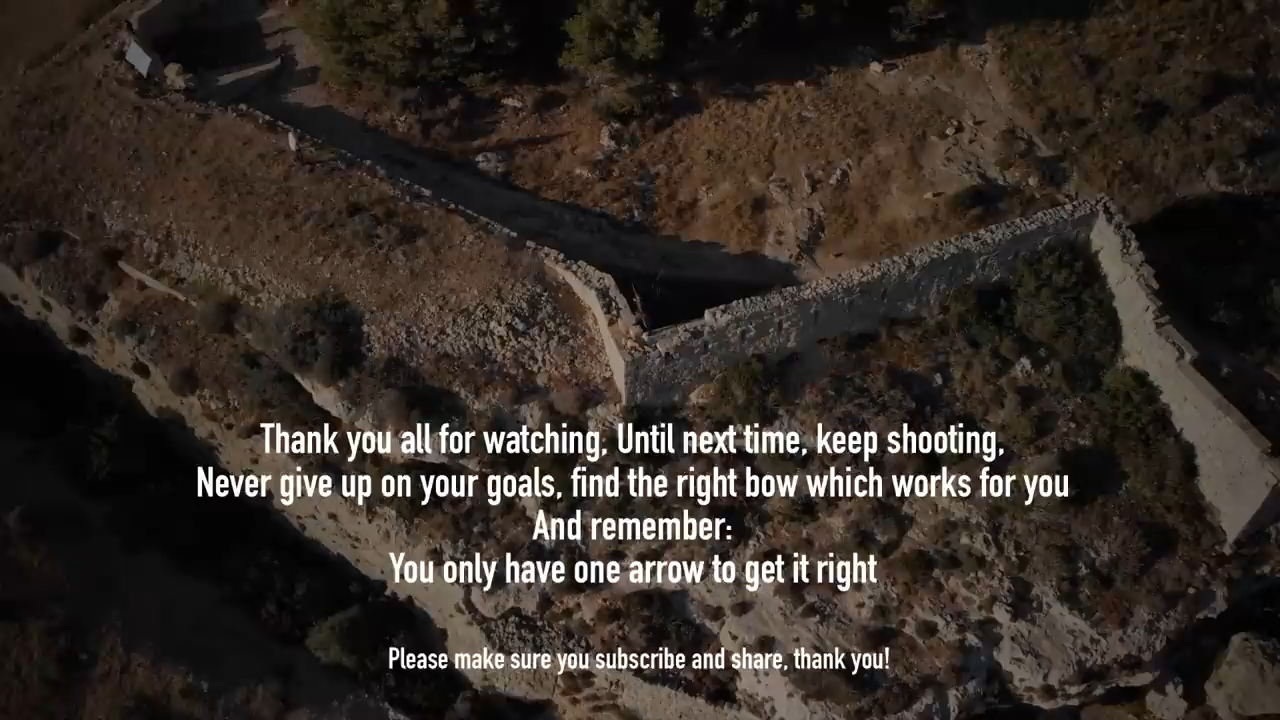 Thank you all for watching, Until next time, keep shooting,
Never give up on your goals, find the right bow which works for you
And remember:
You only have one arrow to get it right
Please make sure you subscribe and share, thank you!